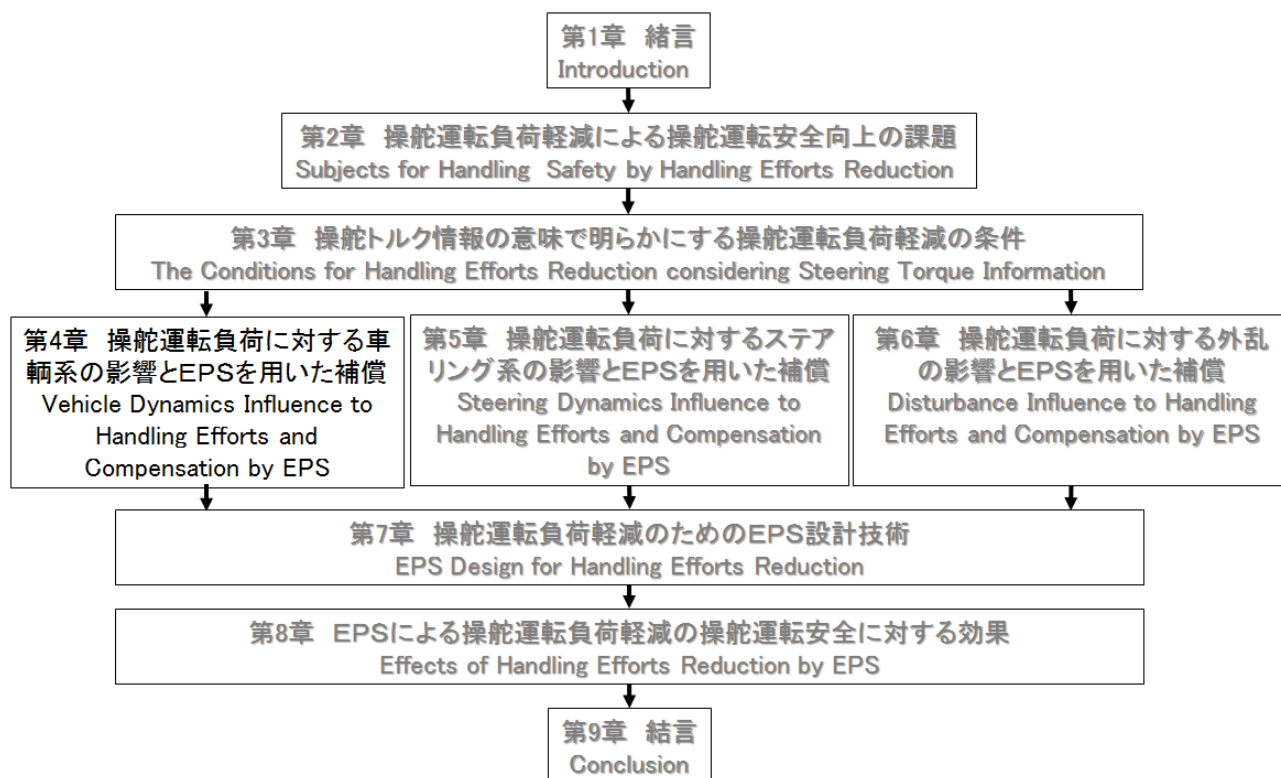 第1章 緒言
Introduction
第2章 操舵運転負荷軽減による操舵運転安全向上の課題
Subjects for Handling Safety by Handling Efforts Reduction
第3章 操舵トルク情報の意味で明らかにする操舵運転負荷軽減の条件
The Conditions for Handling Efforts Reduction considering Steering Torque Information
第4章 操舵運転負荷に対する車
輌系の影響とEPSを用いた補償
Vehicle Dynamics Influence to
Handling Efforts and
Compensation by EPS
第5章 操舵運転負荷に対するステア
リング系の影響とEPSを用いた補償
Steering Dynamics Influence to
Handling Efforts and Compensation
by EPS
第6章 操舵運転負荷に対する外乱
の影響とEPSを用いた補償
Disturbance Influence to Handling
Efforts and Compensation by EPS
第7章 操舵運転負荷軽減のためのEPS設計技術
EPS Design for Handling Efforts Reduction
第8章 EPSによる操舵運転負荷軽減の操舵運転安全に対する効果
Effects of Handling Efforts Reduction by EPS
第9章 結言
Conclusion